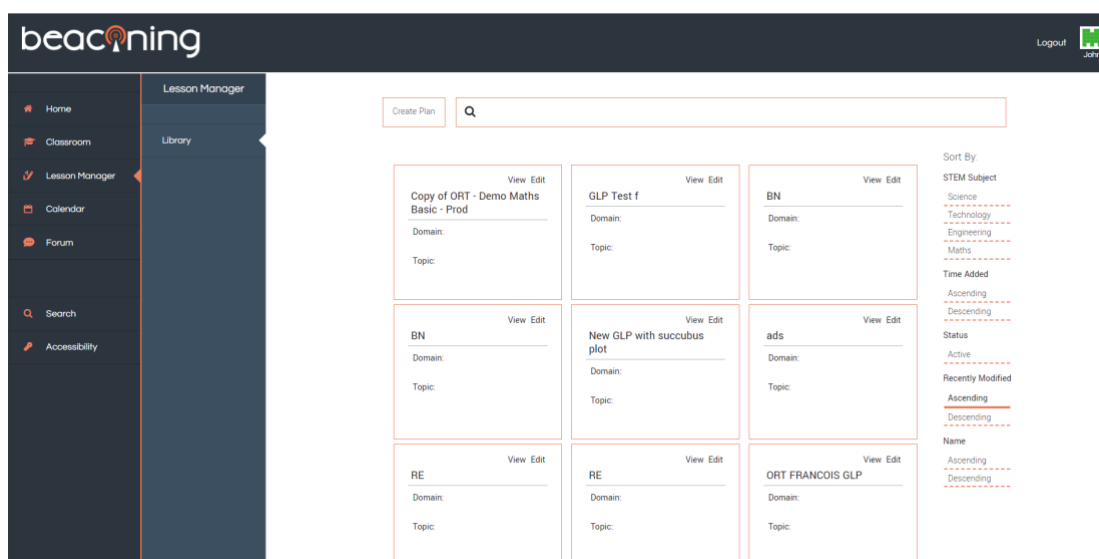 beaconing
Logout
John
Lesson Manager
Home
Classroom
Library
Lesson Manager
Calendar
Forum
Search
Accessibility
Create Plan
View Edit
Copy of ORT - Demo Maths
Basic - Prod
Domain:
Topic:
View Edit
GLP Test f
Domain:
Topic:
View Edit
BN
Domain:
Topic:
View Edit
BN
Domain:
Topic:
View Edit
New GLP with succubus
plot
Domain:
Topic:
View Edit
ads
Domain:
Topic:
View Edit
RE
Domain:
Topic:
View Edit
RE
Domain:
Topic:
View Edit
ORT FRANCOIS GLP
Domain:
Topic:
Sort By:
STEM Subject
Science
Technology
Engineering
Maths
Time Added
Ascending
Descending
Status
Active
Recently Modified
Ascending
Descending
Name
Ascending
Descending